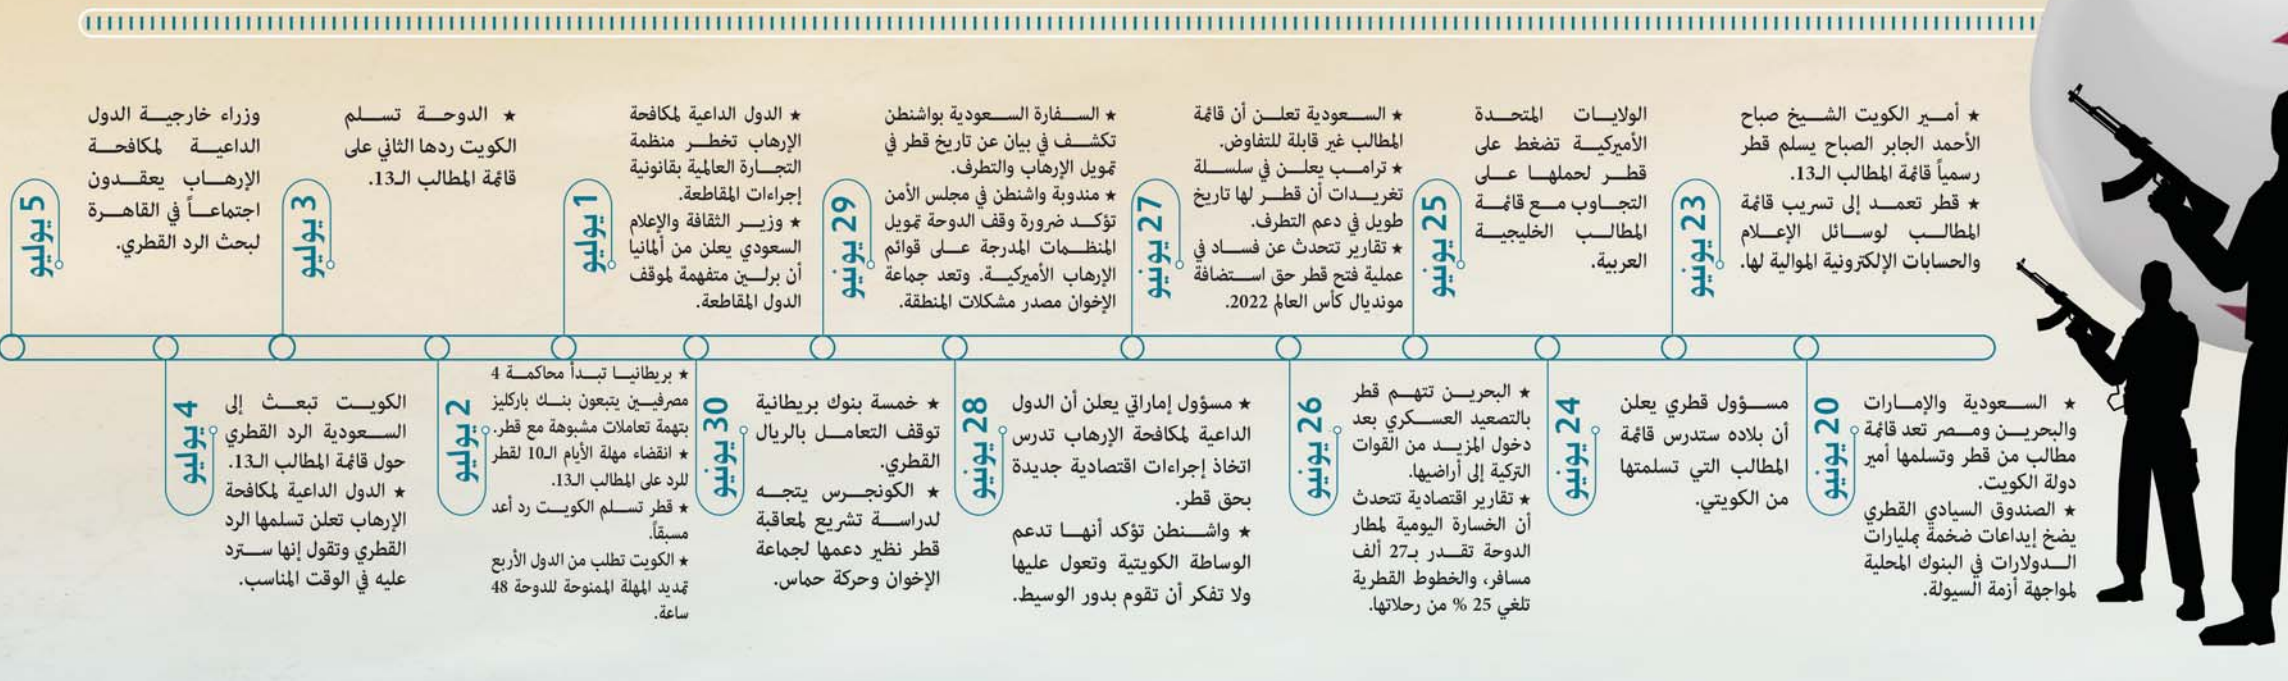 20 يونيو
★ السعودية والإمارات
والبحرين ومصر تعد قائمة
مطالب من قطر وتسلمها أمير
دولة الكويت.
★ الصندوق السيادي القطري
يضخ إيداعات ضخمة بمليارات
الدولارات في البنوك المحلية
لمواجهة أزمة السيولة.
23 يونيو
★ أمير الكويت الشيخ صباح
الأحمد الجابر الصباح يسلم قطر
رسمياً قائمة المطالب الـ13.
★ قطر تعمد إلى تسريب قائمة
المطالب لوسائل الإعلام
والحسابات الإلكترونية الموالية لها.
24 يونيو
مسؤول قطري يعلن
أن بلاده ستدرس قائمة
المطالب التي تسلمتها
من الكويتي.
25 يونيو
الولايات المتحدة
الأميركية تضغط على
قطر لحملها على
التجاوب مع قائمة
المطالب الخليجية
العربية.
26 يونيو
★ البحرين تتهم قطر
بالتصعيد العسكري بعد
دخول المزيد من القوات
التركية إلى أراضيها.
★ تقارير اقتصادية تتحدث
أن الخسارة اليومية لمطار
الدوحة تقدر بـ27 ألف
مسافر، والخطوط القطرية
تلغي 25 % من رحلاتها.
27 يونيو
★ السعودية تعلن أن قائمة
المطالب غير قابلة للتفاوض.
★ ترامب يعلن في سلسلة
تغريدات أن قطر لها تاريخ
طويل في دعم التطرف.
★ تقارير تتحدث عن فساد في
عملية فتح قطر حق استضافة
مونديال كأس العالم 2022.
28 يونيو
★ مسؤول إماراتي يعلن أن الدول
الداعية لمكافحة الإرهاب تدرس
اتخاذ إجراءات اقتصادية جديدة
بحق قطر.
★ واشنطن تؤكد أنها تدعم
الوساطة الكويتية وتعول عليها
ولا تفكر أن تقوم بدور الوسيط.
29 يونيو
★ السفارة السعودية بواشنطن
تكشف في بيان عن تاريخ قطر في
تمويل الإرهاب والتطرف.
★ مندوبة واشنطن في مجلس الأمن
تؤكد ضرورة وقف الدوحة تمويل
المنظمات المدرجة على قوائم
الإرهاب الأميركية. وتعد جماعة
الإخوان مصدر مشكلات المنطقة.
30 يونيو
★ خمسة بنوك بريطانية
توقف التعامل بالريال
القطري.
★ الكونجرس يتجه
لدراسة تشريع لمعاقبة
قطر نظير دعمها لجماعة
الإخوان وحركة حماس.
1 يوليو
★ الدول الداعية لمكافحة
الإرهاب تخطر منظمة
التجارة العالمية بقانونية
إجراءات المقاطعة.
★ وزير الثقافة والإعلام
السعودي يعلن من ألمانيا
أن برلين متفهمة لموقف
الدول المقاطعة.
2 يوليو
★ بريطانيا تبدأ محاكمة 4
مصرفيين يتبعون بنك باركليز
بتهمة تعاملات مشبوهة مع قطر.
★ انقضاء مهلة الأيام الـ10 لقطر
للرد على المطالب الـ13.
★ قطر تسلم الكويت رد أعد
مسبقاً.
★ الكويت تطلب من الدول الأربع
تمديد المهلة الممنوحة للدوحة 48
ساعة.
3 يوليو
★ الدوحة تسلم
الكويت ردها الثاني على
قائمة المطالب الـ13.
4 يوليو
الكويت تبعث إلى
السعودية الرد القطري
حول قائمة المطالب الـ13.
★ الدول الداعية لمكافحة
الإرهاب تعلن تسلمها الرد
القطري وتقول إنها سترد
عليه في الوقت المناسب.
5 يوليو
وزراء خارجية الدول
الداعية لمكافحة
الإرهاب يعقدون
اجتماعاً في القاهرة
لبحث الرد القطري.